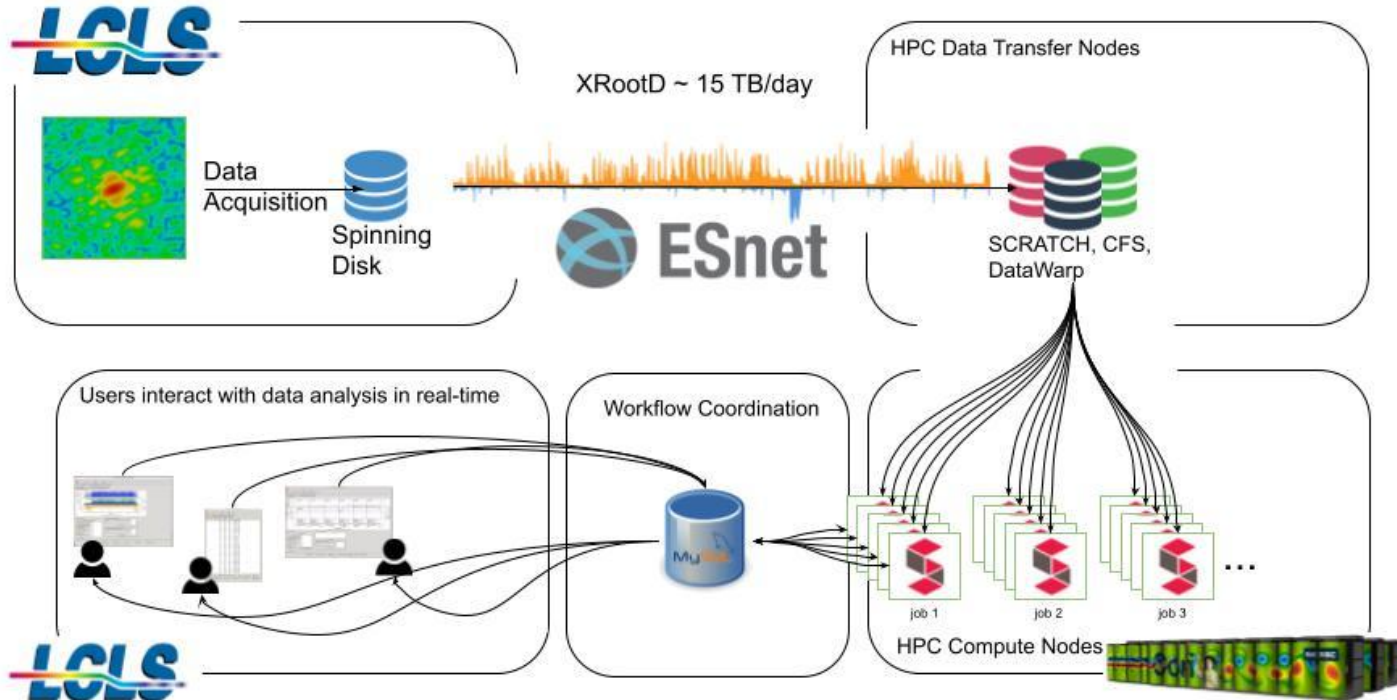 LCLS
HPC Data Transfer Nodes
XRootD ~ 15 TB/day
Data
Acquisition
Spinning
Disk
ESnet
SCRATCH, CFS,
DataWarp
Users interact with data analysis in real-time
Workflow Coordination
MySQL
job 1
job 2
job 3
...
HPC Compute Nodes
LCLS